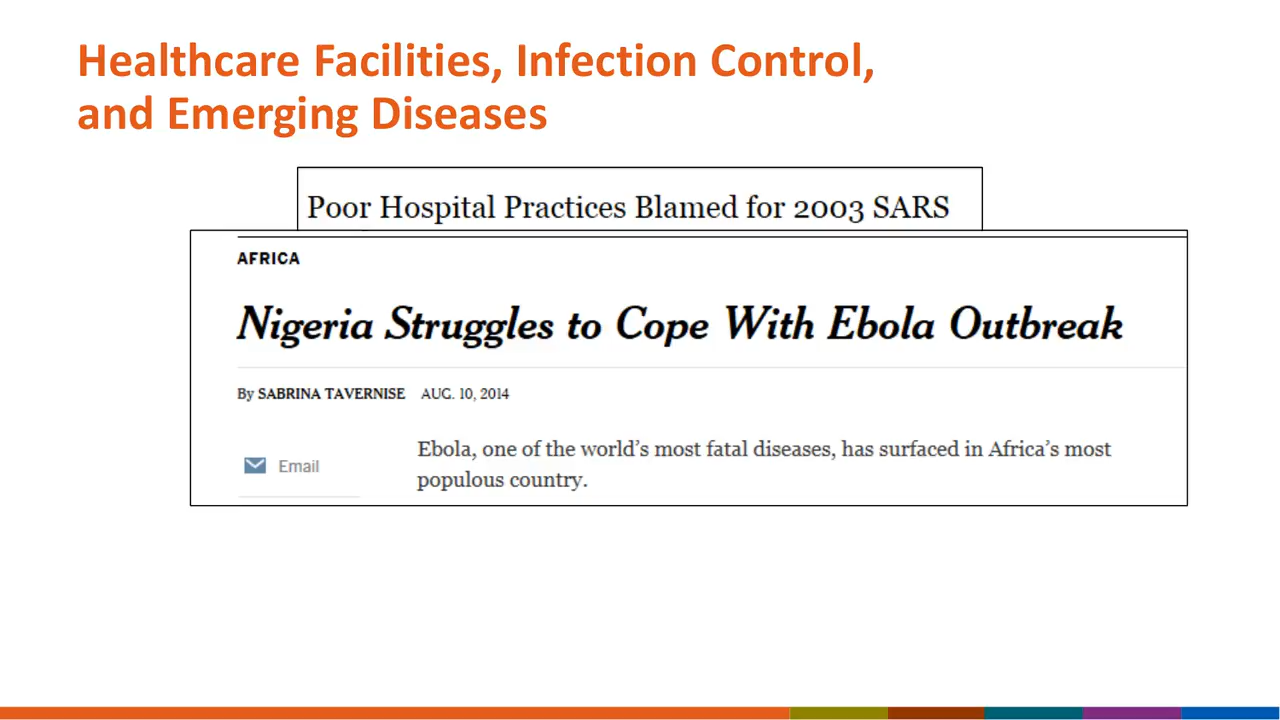 Healthcare Facilities, Infection Control,
and Emerging Diseases
Poor Hospital Practices Blamed for 2003 SARS
AFRICA
Nigeria Struggles to Cope With Ebola Outbreak
By SABRINA TAVERNISE AUG. 10, 2014
Email
Ebola, one of the world’s most fatal diseases, has surfaced in Africa’s most
populous country.